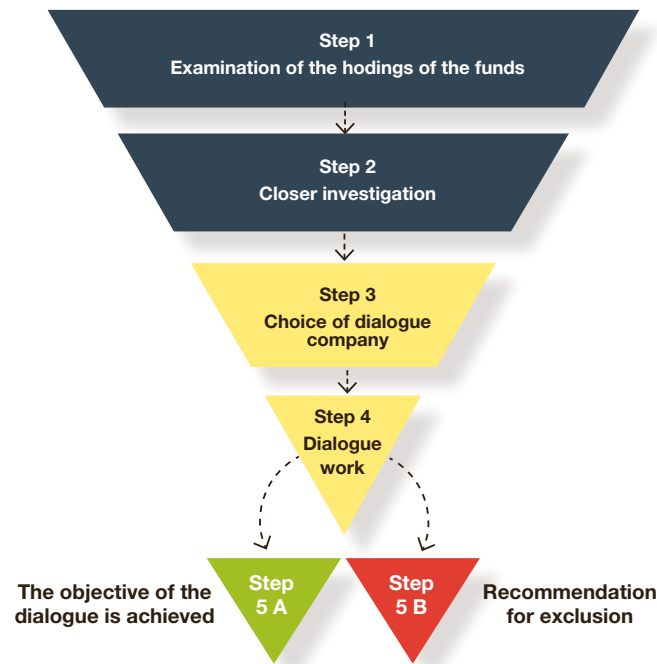 Step 1
Examination of the hodings of the funds
Step 2
Closer investigation
Step 3
Choice of dialogue
company
Step 4
Dialogue
work
The objective of the
dialogue is achieved
Step
5 A
Step
5 B
Recommendation
for exclusion